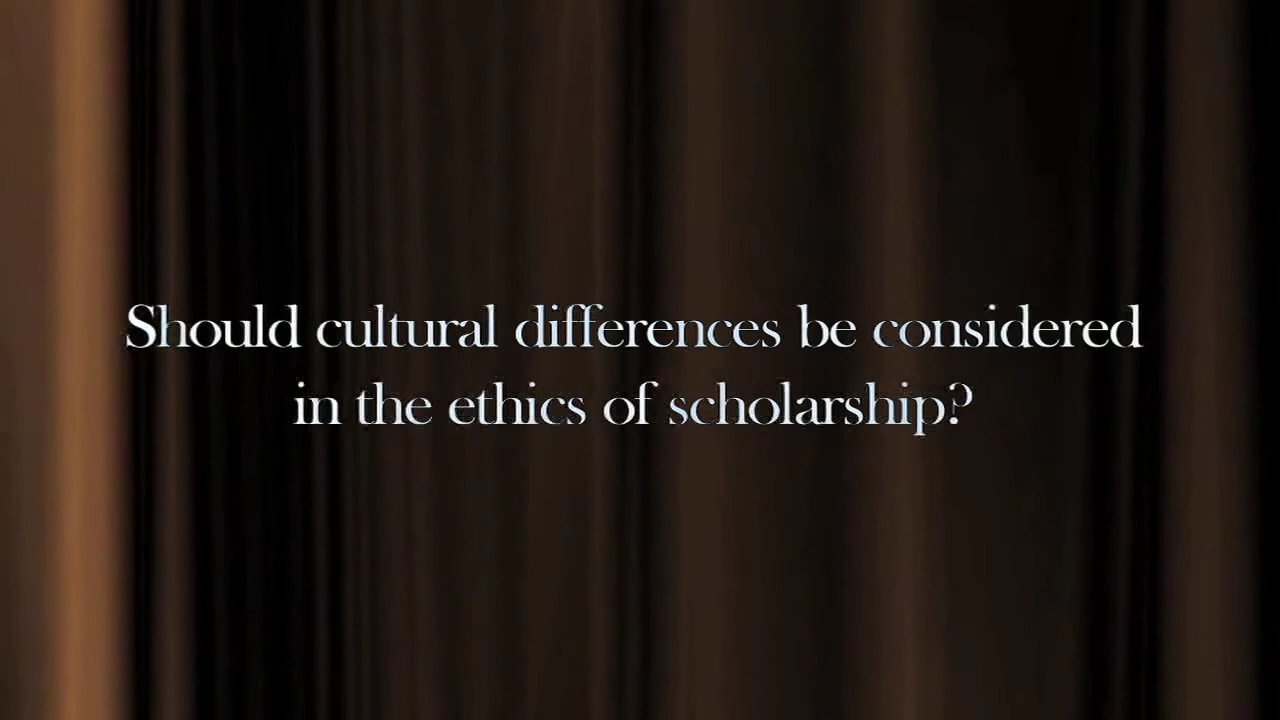 Should cultural differences be considered
in the ethics of scholarship?